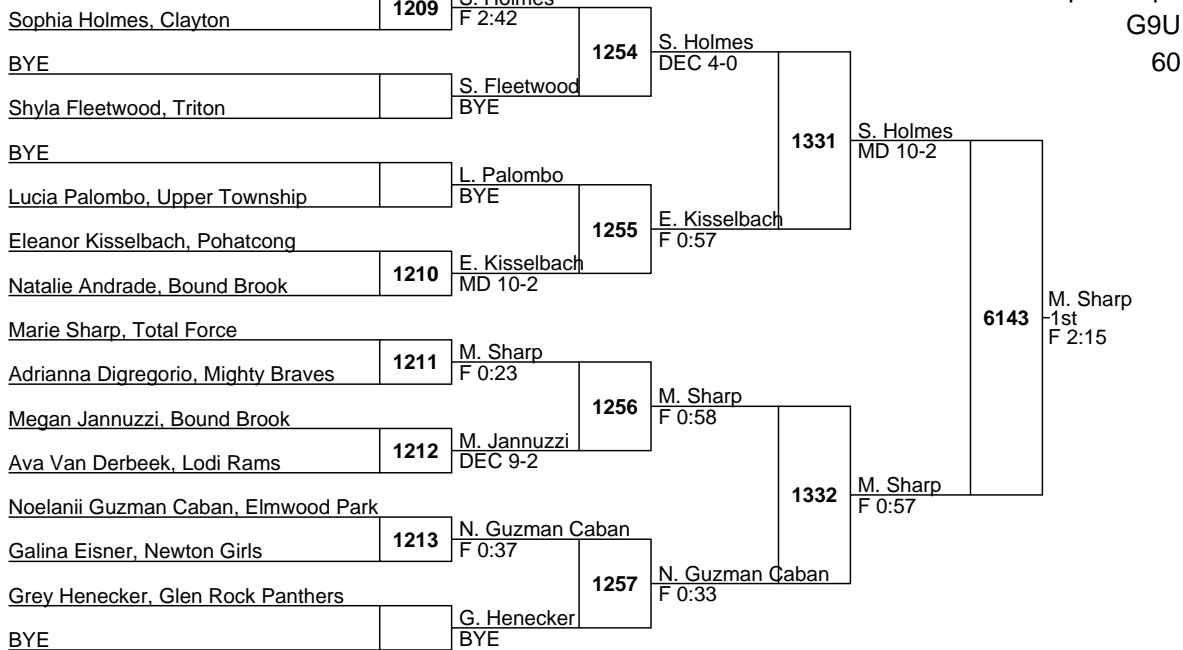 1209
S. Holmes
F 2:42
Sophia Holmes, Clayton
G9U
60
BYE
1254
S. Holmes
DEC 4-0
S. Fleetwood
BYE
Shyla Fleetwood, Triton
BYE
1331
S. Holmes
MD 10-2
L. Palombo
BYE
Lucia Palombo, Upper Township
1255
E. Kisselbach
F 0:57
Eleanor Kisselbach, Pohatcong
1210
E. Kisselbach
MD 10-2
Natalie Andrade, Bound Brook
6143
M. Sharp
1st
F 2:15
Marie Sharp, Total Force
1211
M. Sharp
F 0:23
Adrianna Digregorio, Mighty Braves
1256
M. Sharp
F 0:58
Megan Jannuzzi, Bound Brook
1212
M. Jannuzzi
DEC 9-2
Ava Van Derbeek, Lodi Rams
1332
M. Sharp
F 0:57
Noelanii Guzman Caban, Elmwood Park
1213
N. Guzman Caban
F 0:37
Galina Eisner, Newton Girls
1257
N. Guzman Caban
F 0:33
Grey Henecker, Glen Rock Panthers
G. Henecker
BYE
BYE